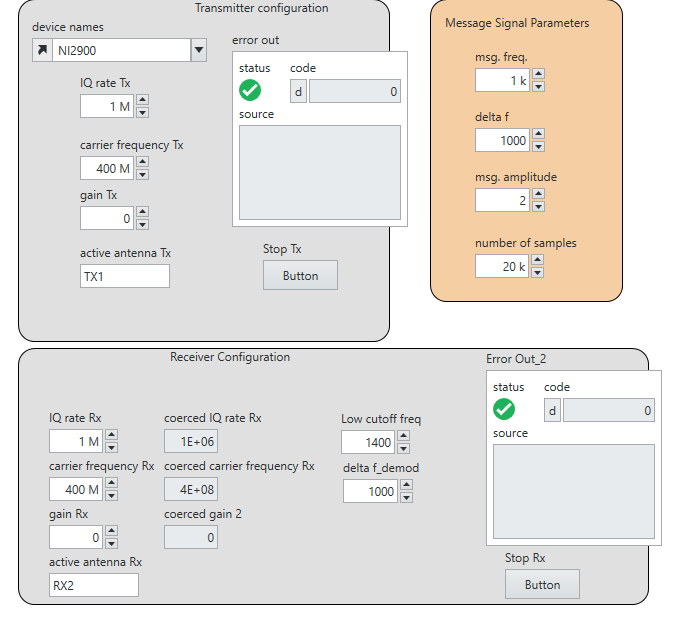 Transmitter configuration
device names
NI2900
IQ rate Tx
1 M
carrier frequency Tx
400 M
gain Tx
0
active antenna Tx
TX1
error out
status code
d 0
source
Stop Tx
Button
Message Signal Parameters
msg. freq.
1 k
delta f
1000
msg. amplitude
2
number of samples
20 k
Receiver Configuration
IQ rate Rx
1 M
carrier frequency Rx
400 M
gain Rx
0
active antenna Rx
RX2
coerced IQ rate Rx
1E+06
coerced carrier frequency Rx
4E+08
coerced gain 2
0
Low cutoff freq
1400
delta f_demod
1000
Error Out_2
status code
d 0
source
Stop Rx
Button